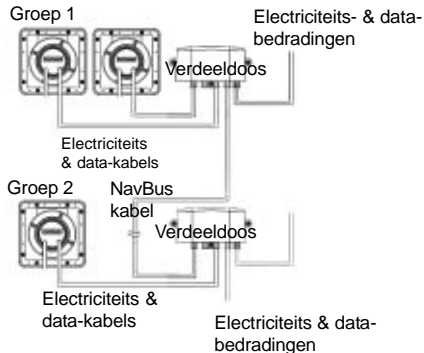 Groep 1
Electriciteits- & data-
bedradingen
Verdeeldoos
Electriciteits
& data-kabels
Groep 2
NavBus
kabel
Verdeeldoos
Electriciteits &
data-kabels
Electriciteits & data-
bedradingen